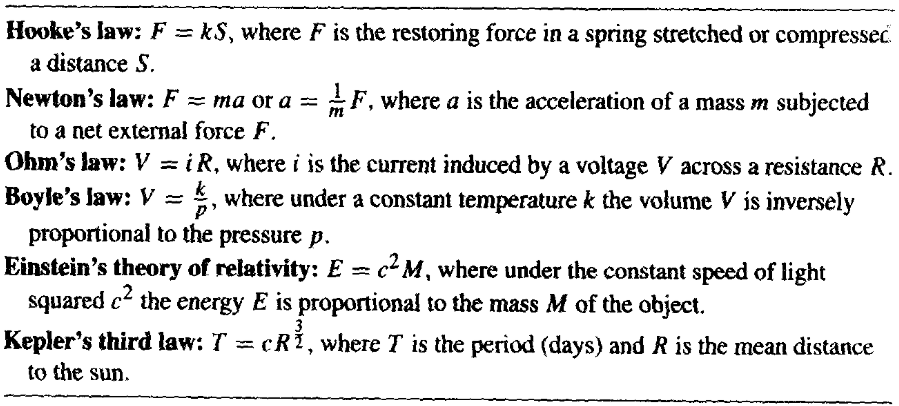 Hooke's law: F = kS, where F is the restoring force in a spring stretched or compressed
a distance S.
Newton's law: F = ma or a = 1/m F, where a is the acceleration of a mass m subjected
to a net external force F.
Ohm's law: V = iR, where i is the current induced by a voltage V across a resistance R.
Boyle's law: V = k/p, where under a constant temperature k the volume V is inversely
proportional to the pressure p.
Einstein's theory of relativity: E = c²M, where under the constant speed of light
squared c² the energy E is proportional to the mass M of the object.
Kepler's third law: T = cR^(3/2), where T is the period (days) and R is the mean distance
to the sun.